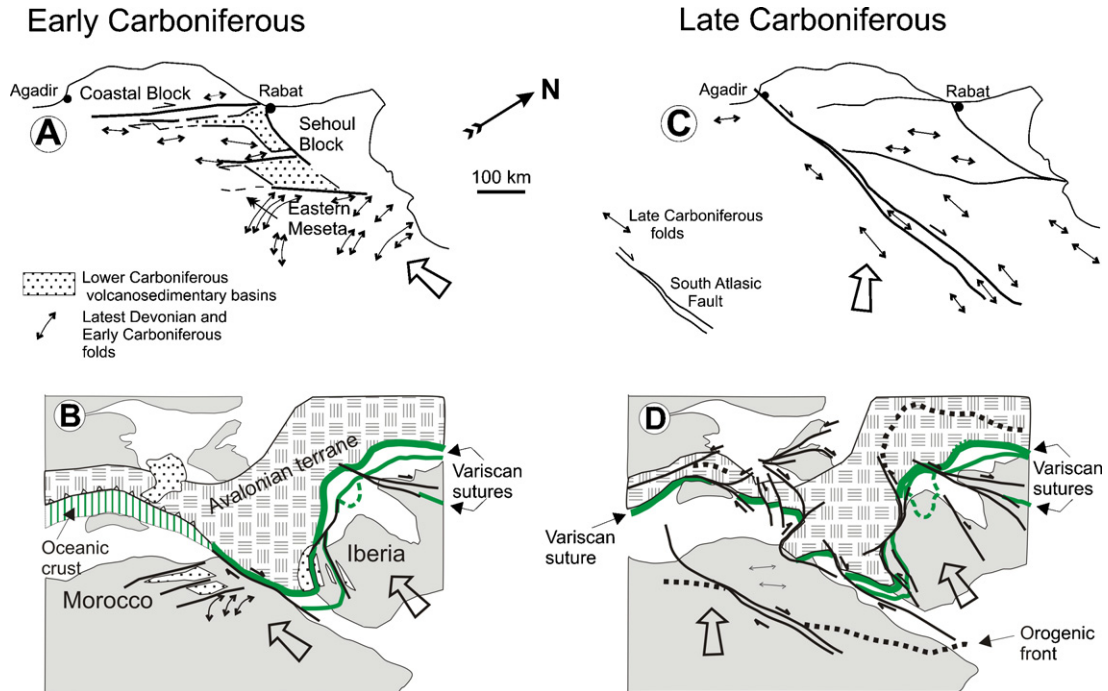 Early Carboniferous
Late Carboniferous
Agadir
Coastal Block
Rabat
A
Sehoul
Block
Eastern
Meseta
N
100 km
Lower Carboniferous
volcanosedimentary basins
Latest Devonian and
Early Carboniferous
folds
Agadir
Rabat
C
Late Carboniferous
folds
South Atlasic
Fault
B
Avalonian terrane
Variscan
sutures
Oceanic
crust
Iberia
Morocco
D
Variscan
sutures
Variscan
suture
Orogenic
front